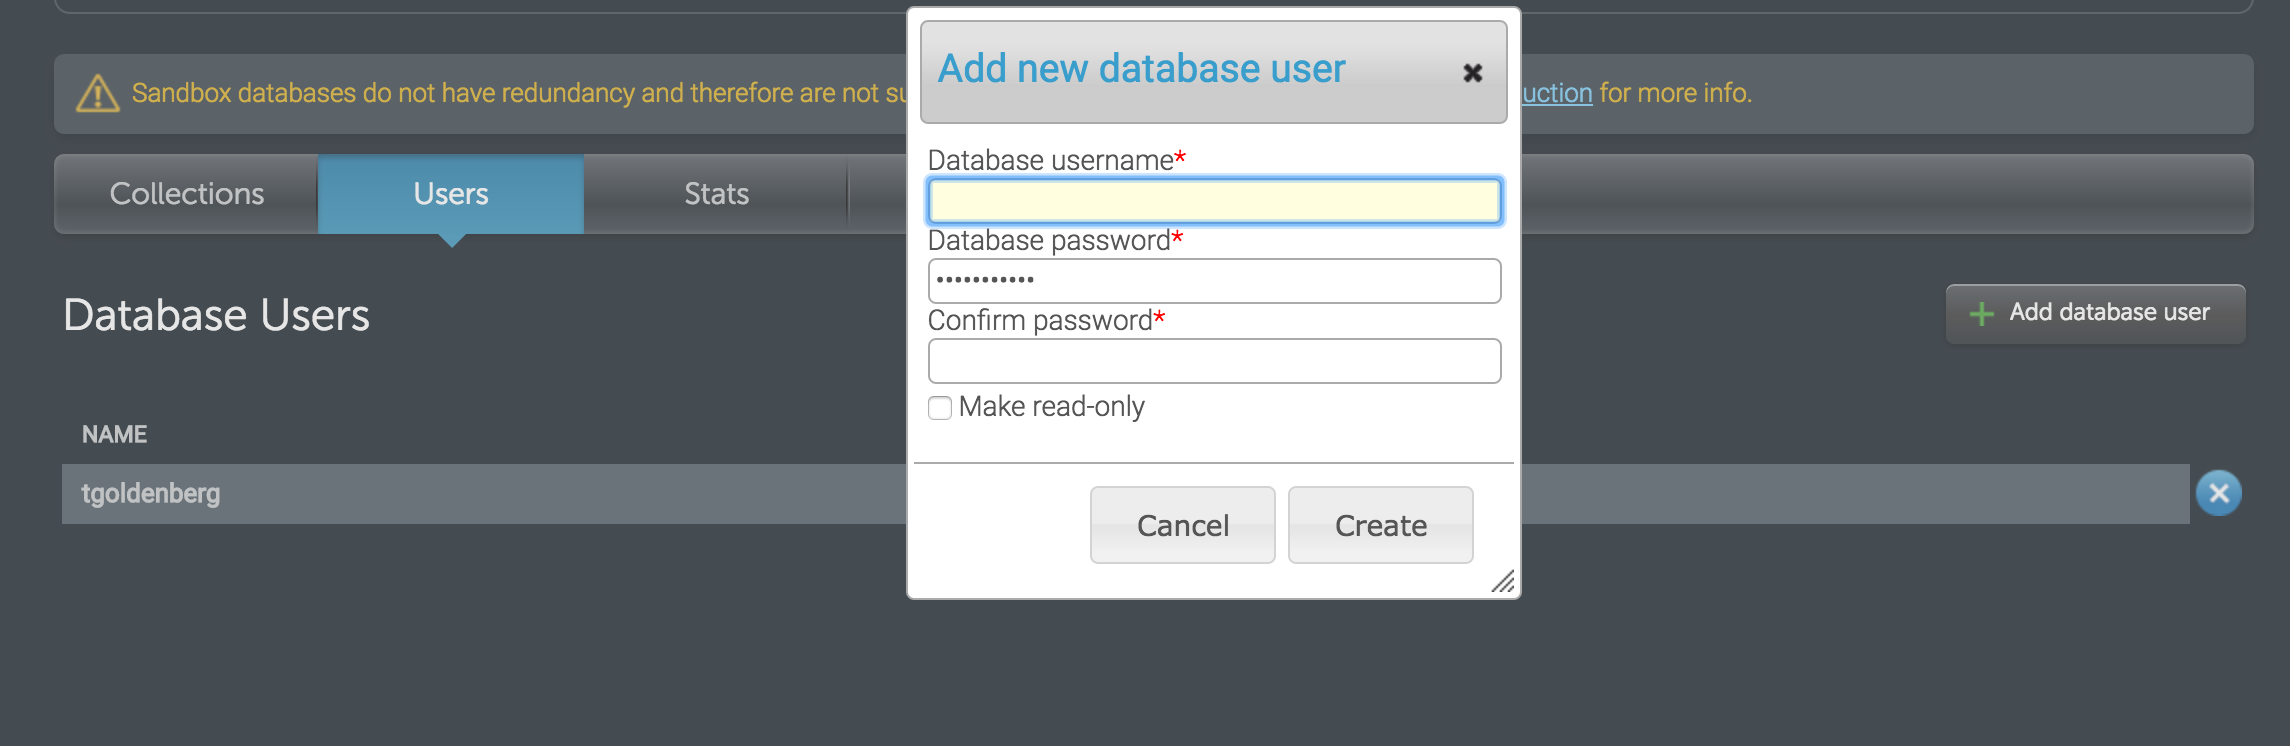 Sandbox databases do not have redundancy and therefore are not su
uction for more info.
Collections
Users
Stats
Database Users
Add database user
NAME
tgoldenberg
Add new database user
Database username*
Database password*
Confirm password*
Make read-only
Cancel
Create